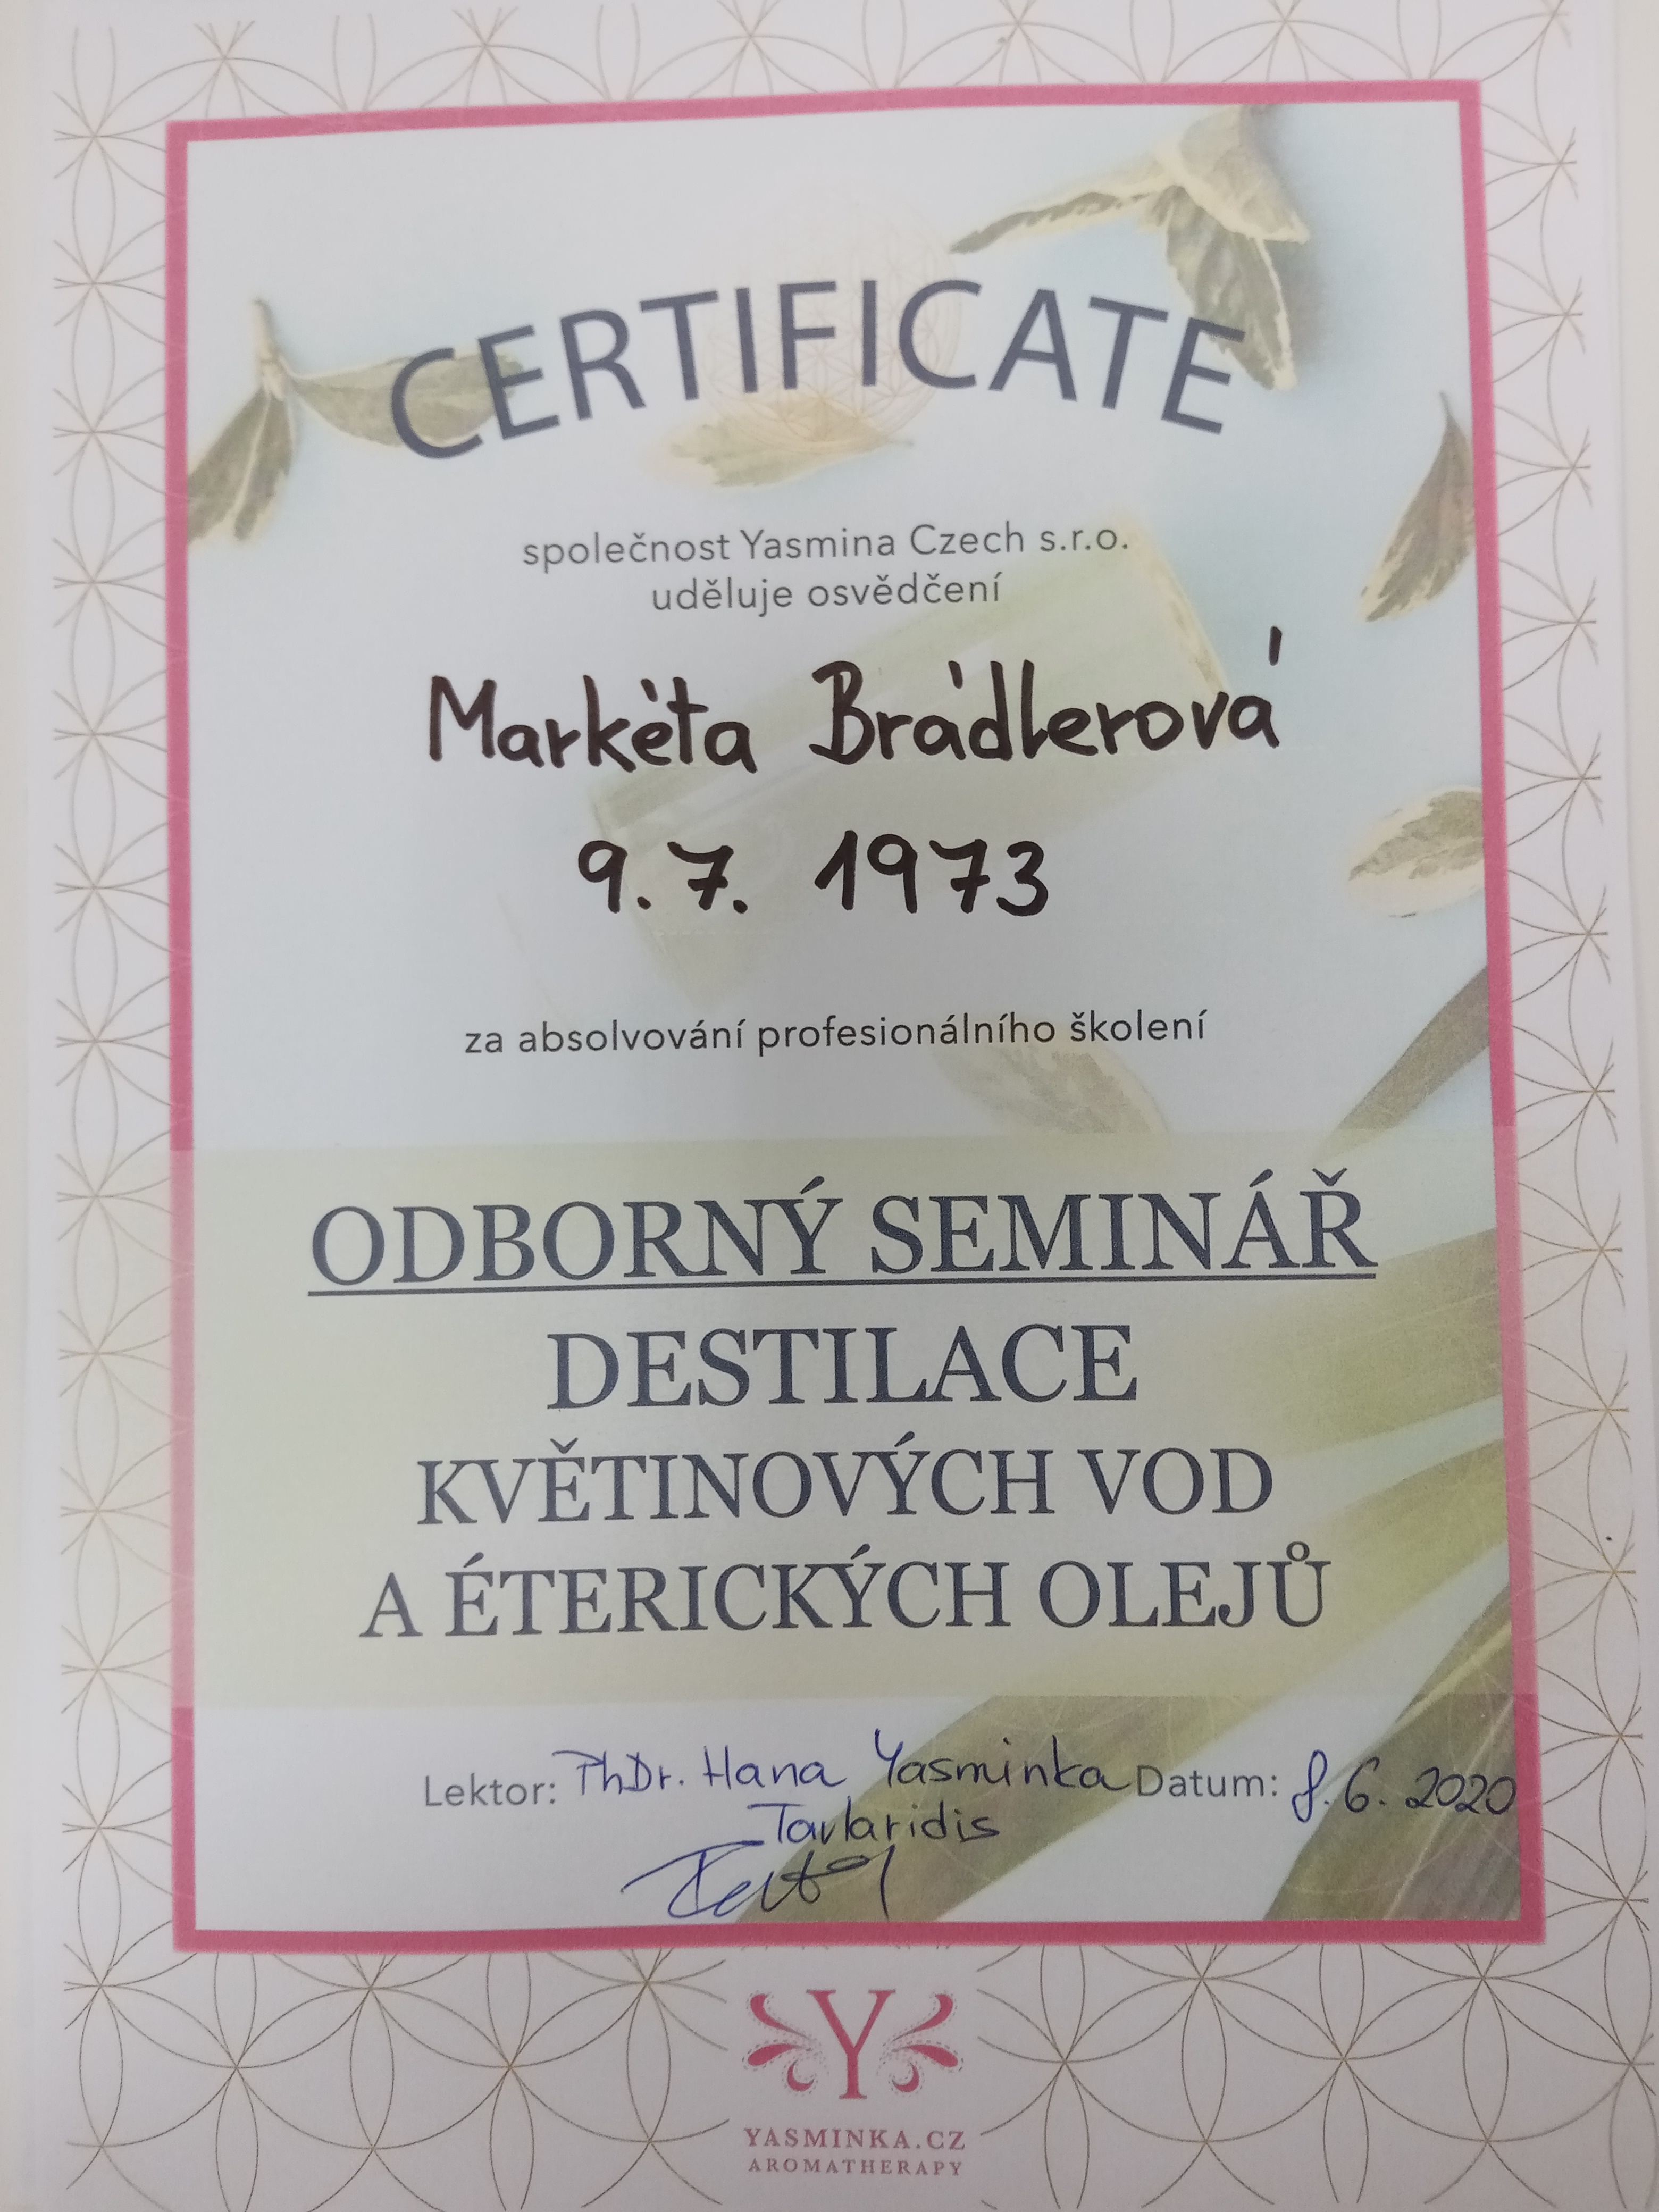 CERTIFICATE
společnost Yasmina Czech s.r.o.
uděluje osvědčení
Markéta Brádlerová
9.7. 1973
za absolvování profesionálního školení
ODBORNÝ SEMINÁŘ
DESTILACE
KVĚTINOVÝCH VOD
A ÉTERICKÝCH OLEJŮ
Lektor: PhDr. Hana Yasminka Datum: 8.6. 2020
Tavlaridis
Y
YASMINKA.CZ
AROMATHERAPY